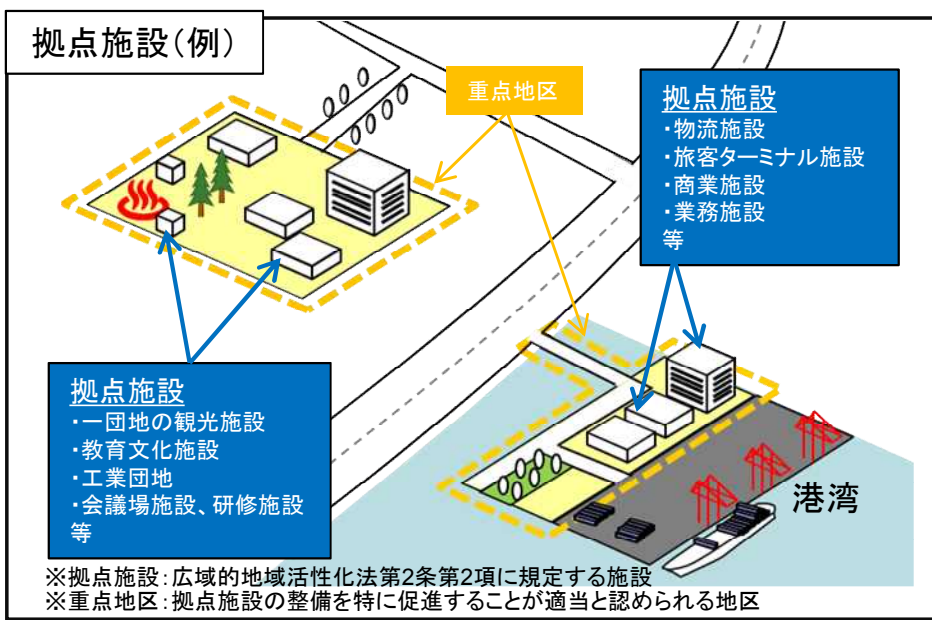 拠点施設(例)
重点地区
拠点施設
・物流施設
・旅客ターミナル施設
・商業施設
・業務施設
等
拠点施設
・一団地の観光施設
・教育文化施設
・工業団地
・会議場施設、研修施設
等
港湾
※拠点施設:広域的地域活性化法第2条第2項に規定する施設
※重点地区:拠点施設の整備を特に促進することが適当と認められる地区